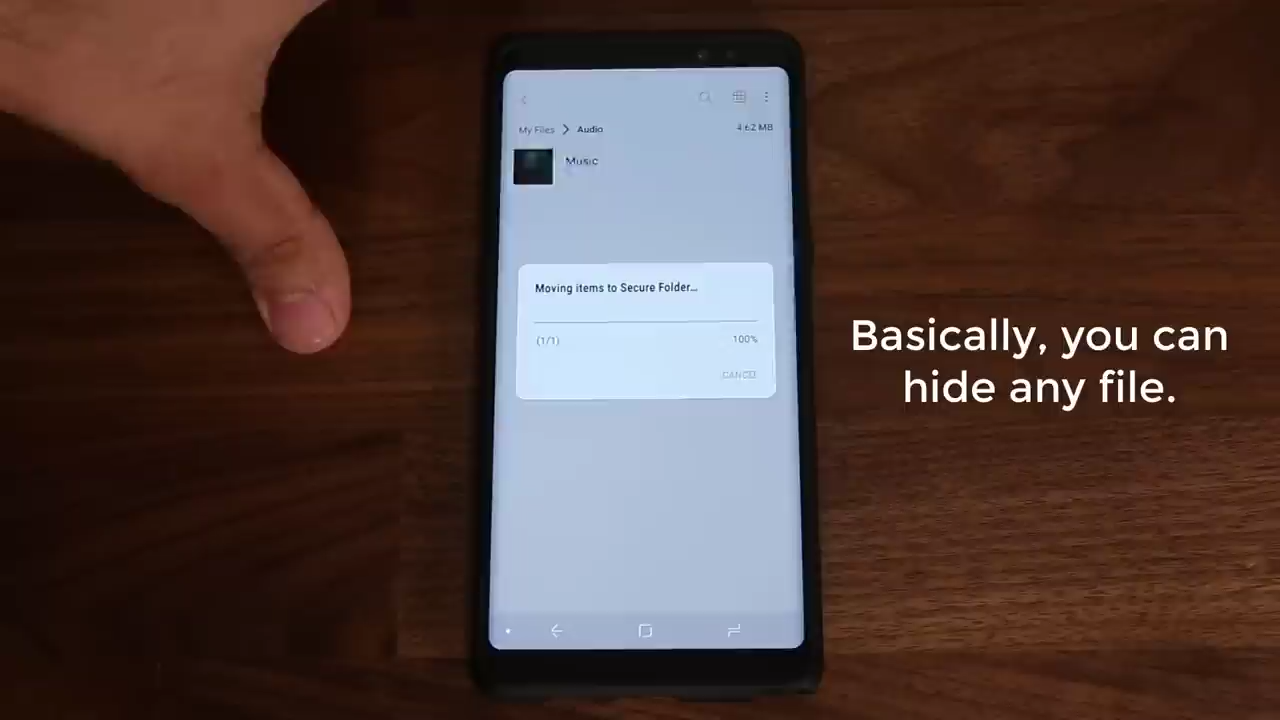 My Files > Audio
4.62 MB
Music
Moving items to Secure Folder...
(1/1)
100%
CANCEL
Basically, you can
hide any file.